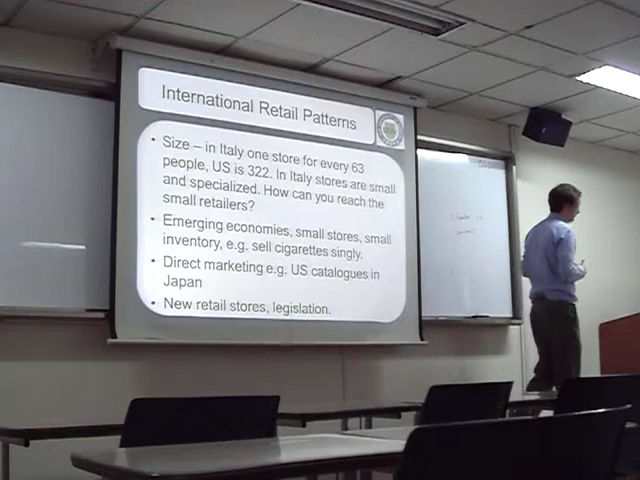 International Retail Patterns
• Size – in Italy one store for every 63
people, US is 322. In Italy stores are small
and specialized. How can you reach the
small retailers?
• Emerging economies, small stores, small
inventory, e.g. sell cigarettes singly.
• Direct marketing e.g. US catalogues in
Japan
• New retail stores, legislation.